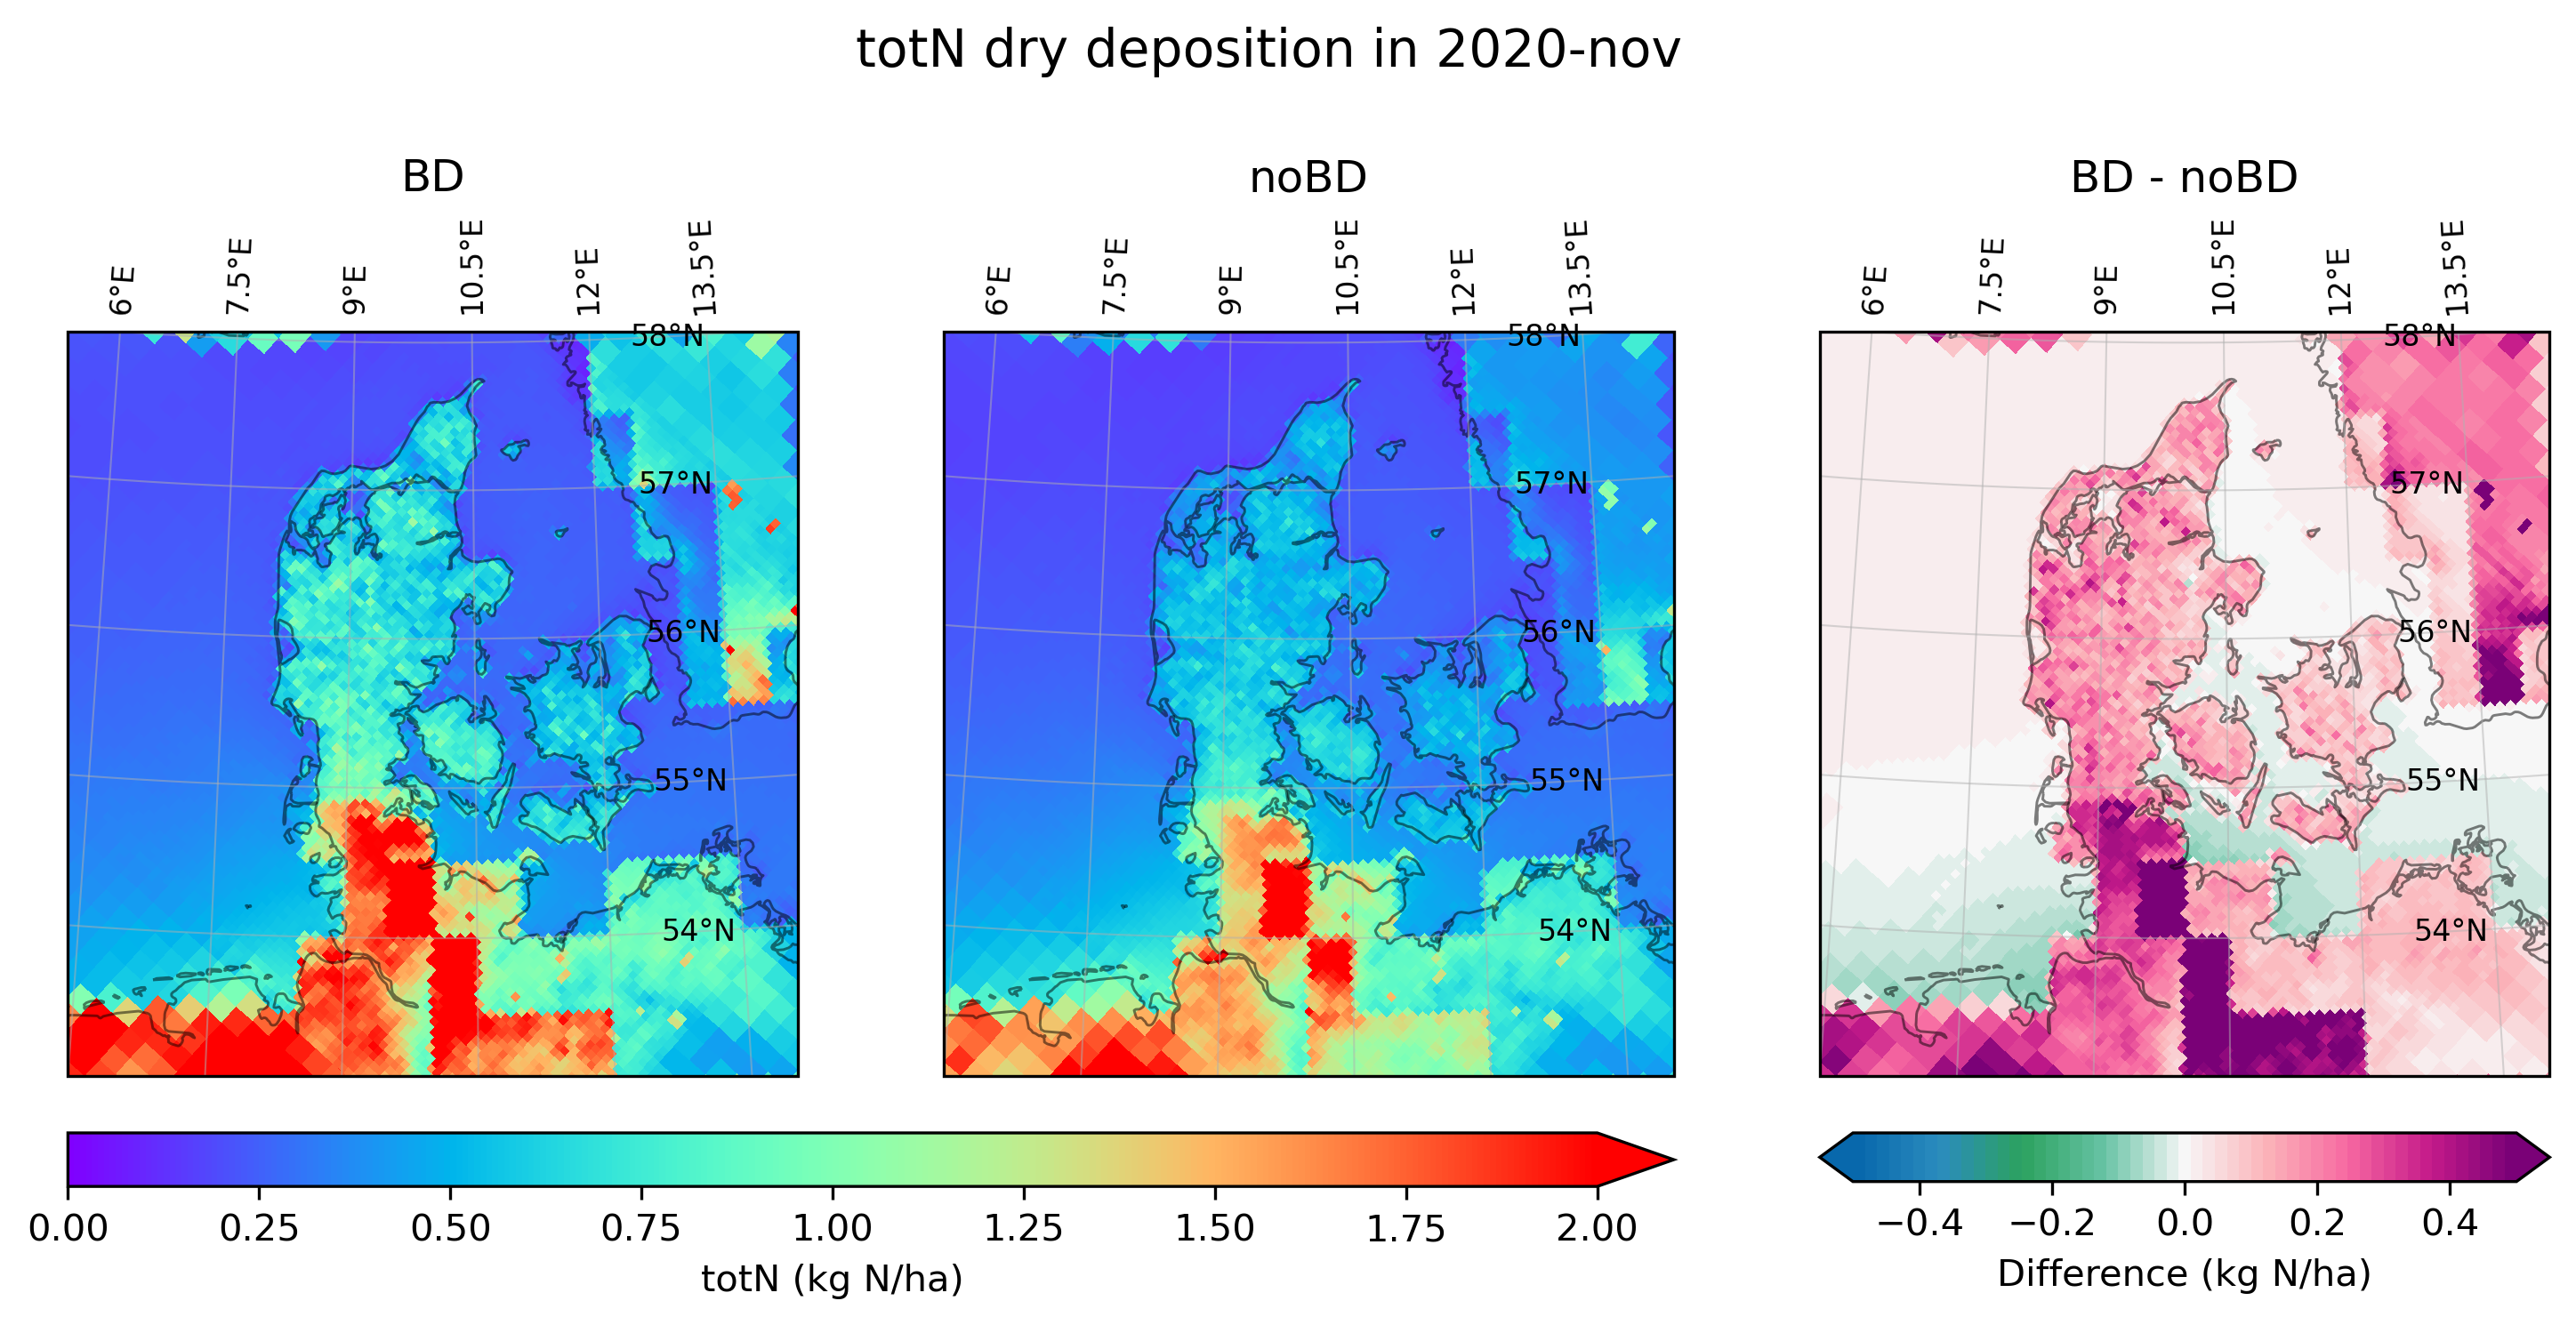 totN dry deposition in 2020-nov
BD
noBD
BD - noBD
6°E 7.5°E 9°E 10.5°E 12°E 13.5°E
6°E 7.5°E 9°E 10.5°E 12°E 13.5°E
6°E 7.5°E 9°E 10.5°E 12°E 13.5°E
58°N 58°N 58°N
57°N 57°N 57°N
56°N 56°N 56°N
55°N 55°N 55°N
54°N 54°N 54°N
0.00 0.25 0.50 0.75 1.00 1.25 1.50 1.75 2.00
totN (kg N/ha)
−0.4 −0.2 0.0 0.2 0.4
Difference (kg N/ha)